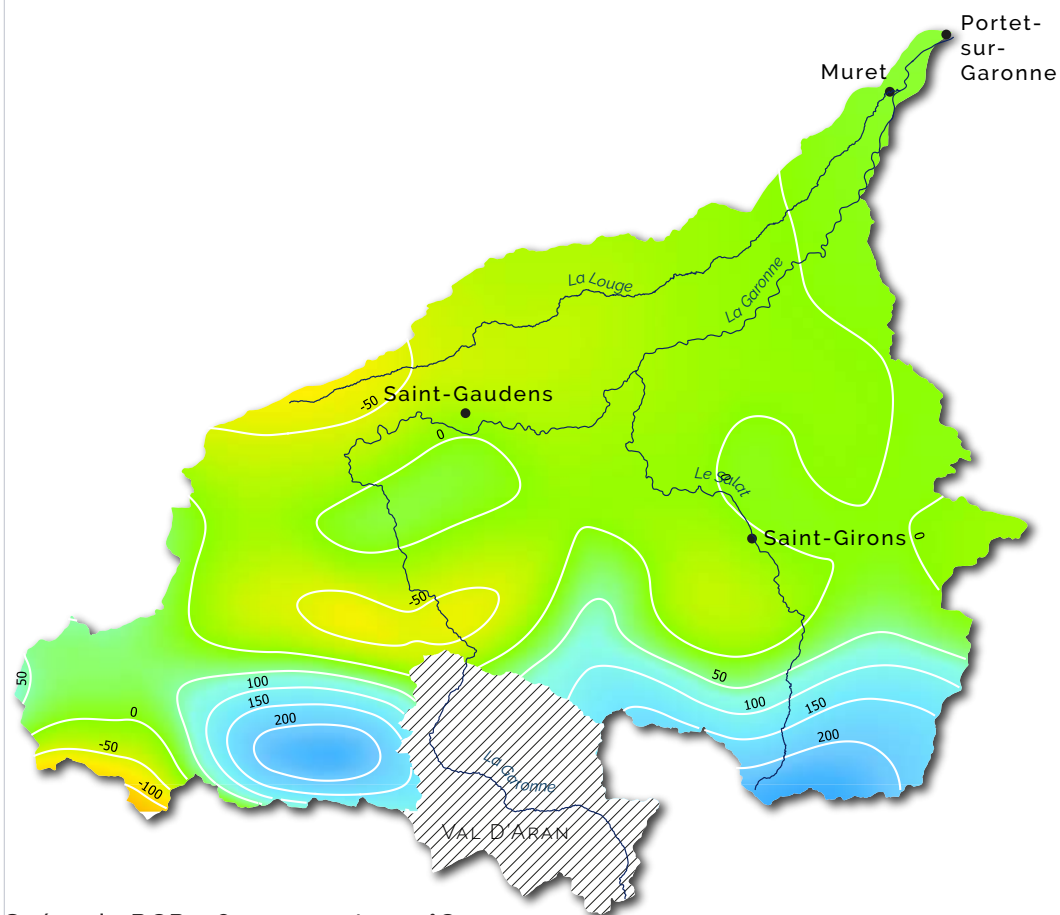 Portet-
sur-
Garonne
Muret
La Louge
La Garonne
Saint-Gaudens
-50
0
Le Salat
0
Saint-Girons
0
-50
50
50
100
100
150
150
200
200
0
-50
-100
La Garonne
VAL D'ARAN